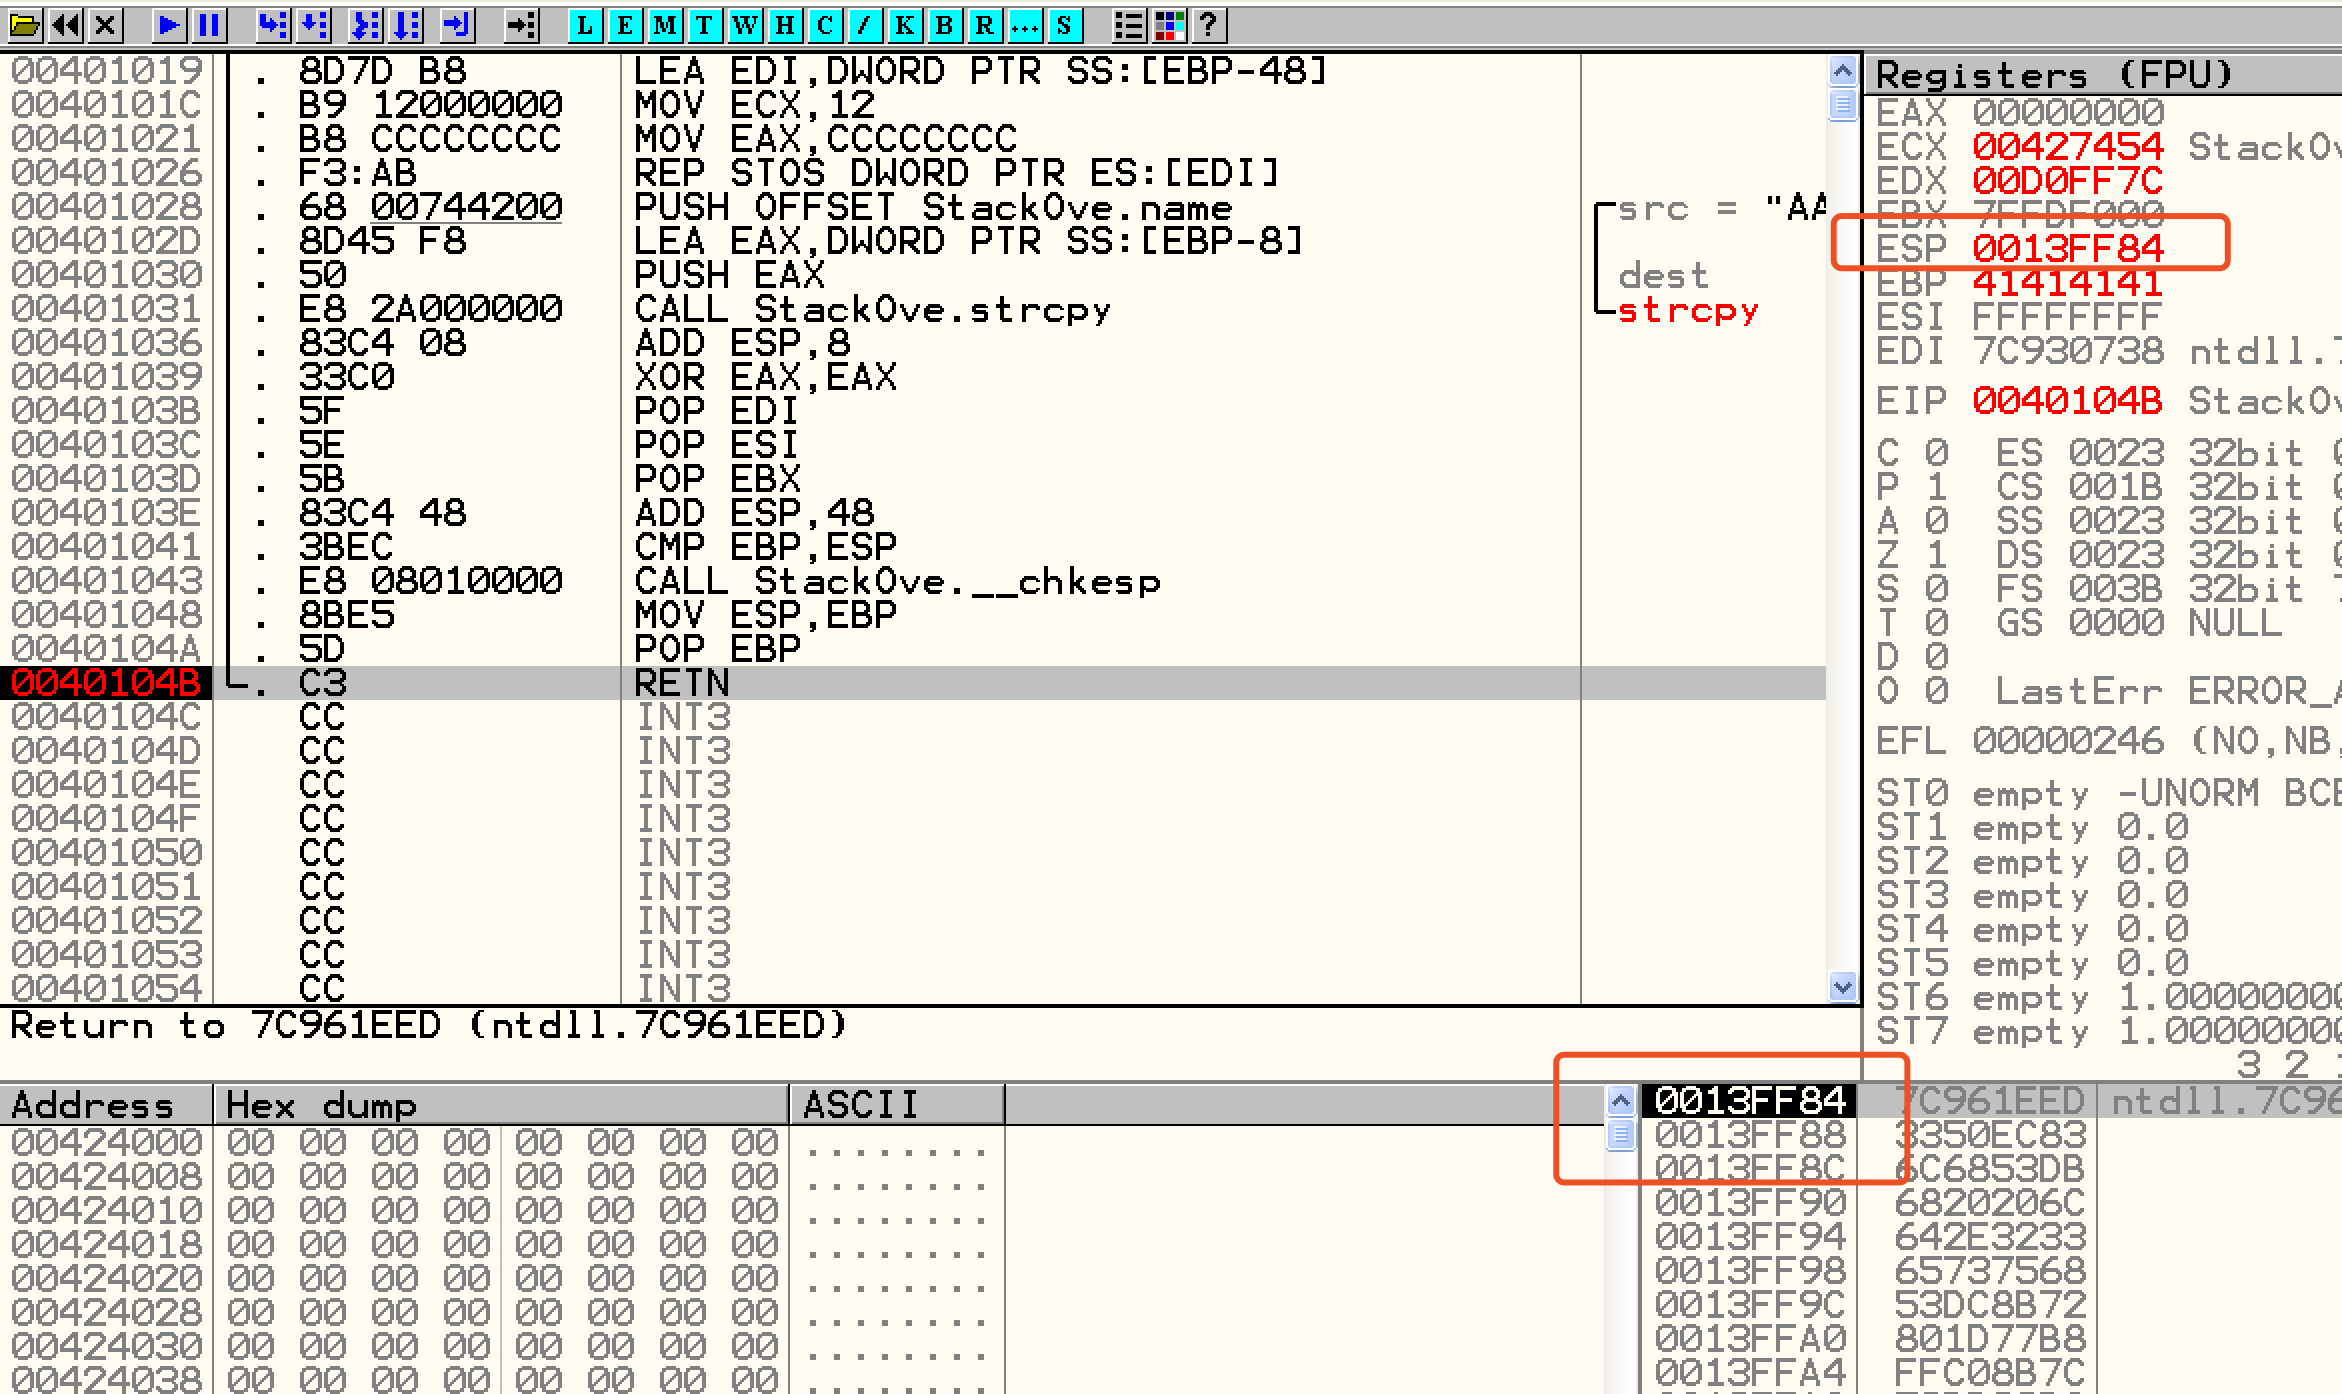 L E M T W H C / K B R ... S ?
00401019 . 8D7D B8 LEA EDI,DWORD PTR SS:[EBP-48]
0040101C . B9 12000000 MOV ECX,12
00401021 . B8 CCCCCCCC MOV EAX,CCCCCCCC
00401026 . F3:AB REP STOS DWORD PTR ES:[EDI]
00401028 . 68 00744200 PUSH OFFSET StackOve.name src = "AA
0040102D . 8D45 F8 LEA EAX,DWORD PTR SS:[EBP-8]
00401030 . 50 PUSH EAX dest
00401031 . E8 2A000000 CALL StackOve.strcpy strcpy
00401036 . 83C4 08 ADD ESP,8
00401039 . 33C0 XOR EAX,EAX
0040103B . 5F POP EDI
0040103C . 5E POP ESI
0040103D . 5B POP EBX
0040103E . 83C4 48 ADD ESP,48
00401041 . 3BEC CMP EBP,ESP
00401043 . E8 08010000 CALL StackOve.__chkesp
00401048 . 8BE5 MOV ESP,EBP
0040104A . 5D POP EBP
0040104B . C3 RETN
0040104C CC INT3
0040104D CC INT3
0040104E CC INT3
0040104F CC INT3
00401050 CC INT3
00401051 CC INT3
00401052 CC INT3
00401053 CC INT3
00401054 CC INT3
Return to 7C961EED (ntdll.7C961EED)
Registers (FPU)
EAX 00000000
ECX 00427454 StackOv
EDX 00D0FF7C
EBX 7FFDF000
ESP 0013FF84
EBP 41414141
ESI FFFFFFFF
EDI 7C930738 ntdll.7
EIP 0040104B StackOv
C 0 ES 0023 32bit 0
P 1 CS 001B 32bit 0
A 0 SS 0023 32bit 0
Z 1 DS 0023 32bit 0
S 0 FS 003B 32bit
T 0 GS 0000 NULL
D 0
O 0 LastErr ERROR_A
EFL 00000246 (NO,NB,
ST0 empty -UNORM BCE
ST1 empty 0.0
ST2 empty 0.0
ST3 empty 0.0
ST4 empty 0.0
ST5 empty 0.0
ST6 empty 1.00000000
ST7 empty 1.00000000
3 2
Address Hex dump ASCII
00424000 00 00 00 00 00 00 00 00 ........
00424008 00 00 00 00 00 00 00 00 ........
00424010 00 00 00 00 00 00 00 00 ........
00424018 00 00 00 00 00 00 00 00 ........
00424020 00 00 00 00 00 00 00 00 ........
00424028 00 00 00 00 00 00 00 00 ........
00424030 00 00 00 00 00 00 00 00 ........
00424038 00 00 00 00 00 00 00 00 ........
0013FF84 7C961EED ntdll.7C96
0013FF88 3350EC83
0013FF8C 6C6853DB
0013FF90 6820206C
0013FF94 642E3233
0013FF98 65737568
0013FF9C 53DC8B72
0013FFA0 801D77B8
0013FFA4 FFC08B7C